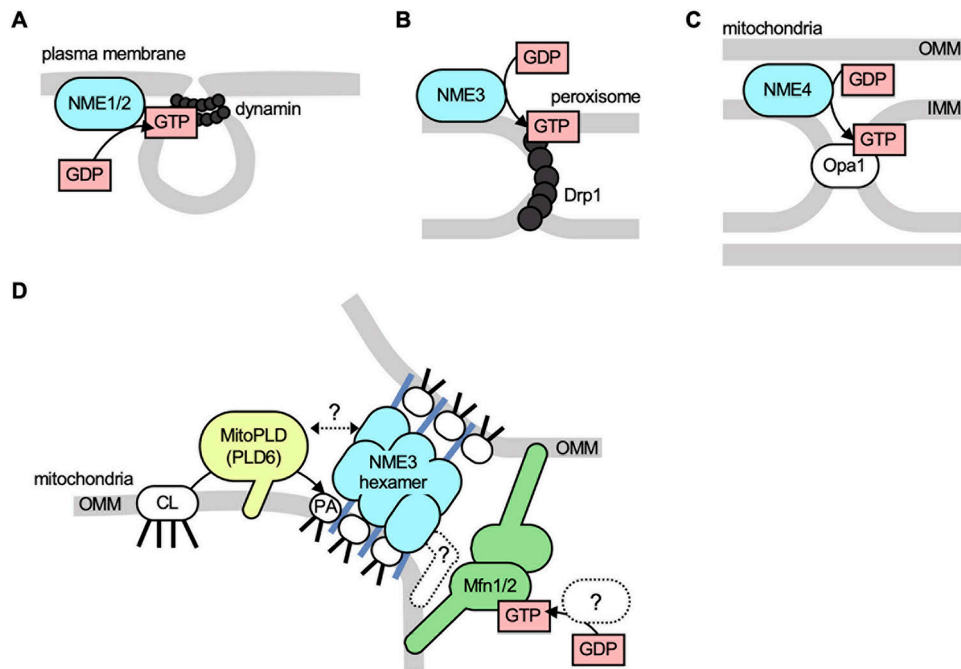 A
plasma membrane
NME1/2
GTP
dynamin
GDP
B
GDP
NME3
peroxisome
GTP
Drp1
C
mitochondria
OMM
NME4
GDP
IMM
GTP
Opa1
D
?
MitoPLD
(PLD6)
NME3
hexamer
OMM
mitochondria
OMM
CL
PA
?
Mfn1/2
?
GTP
GDP